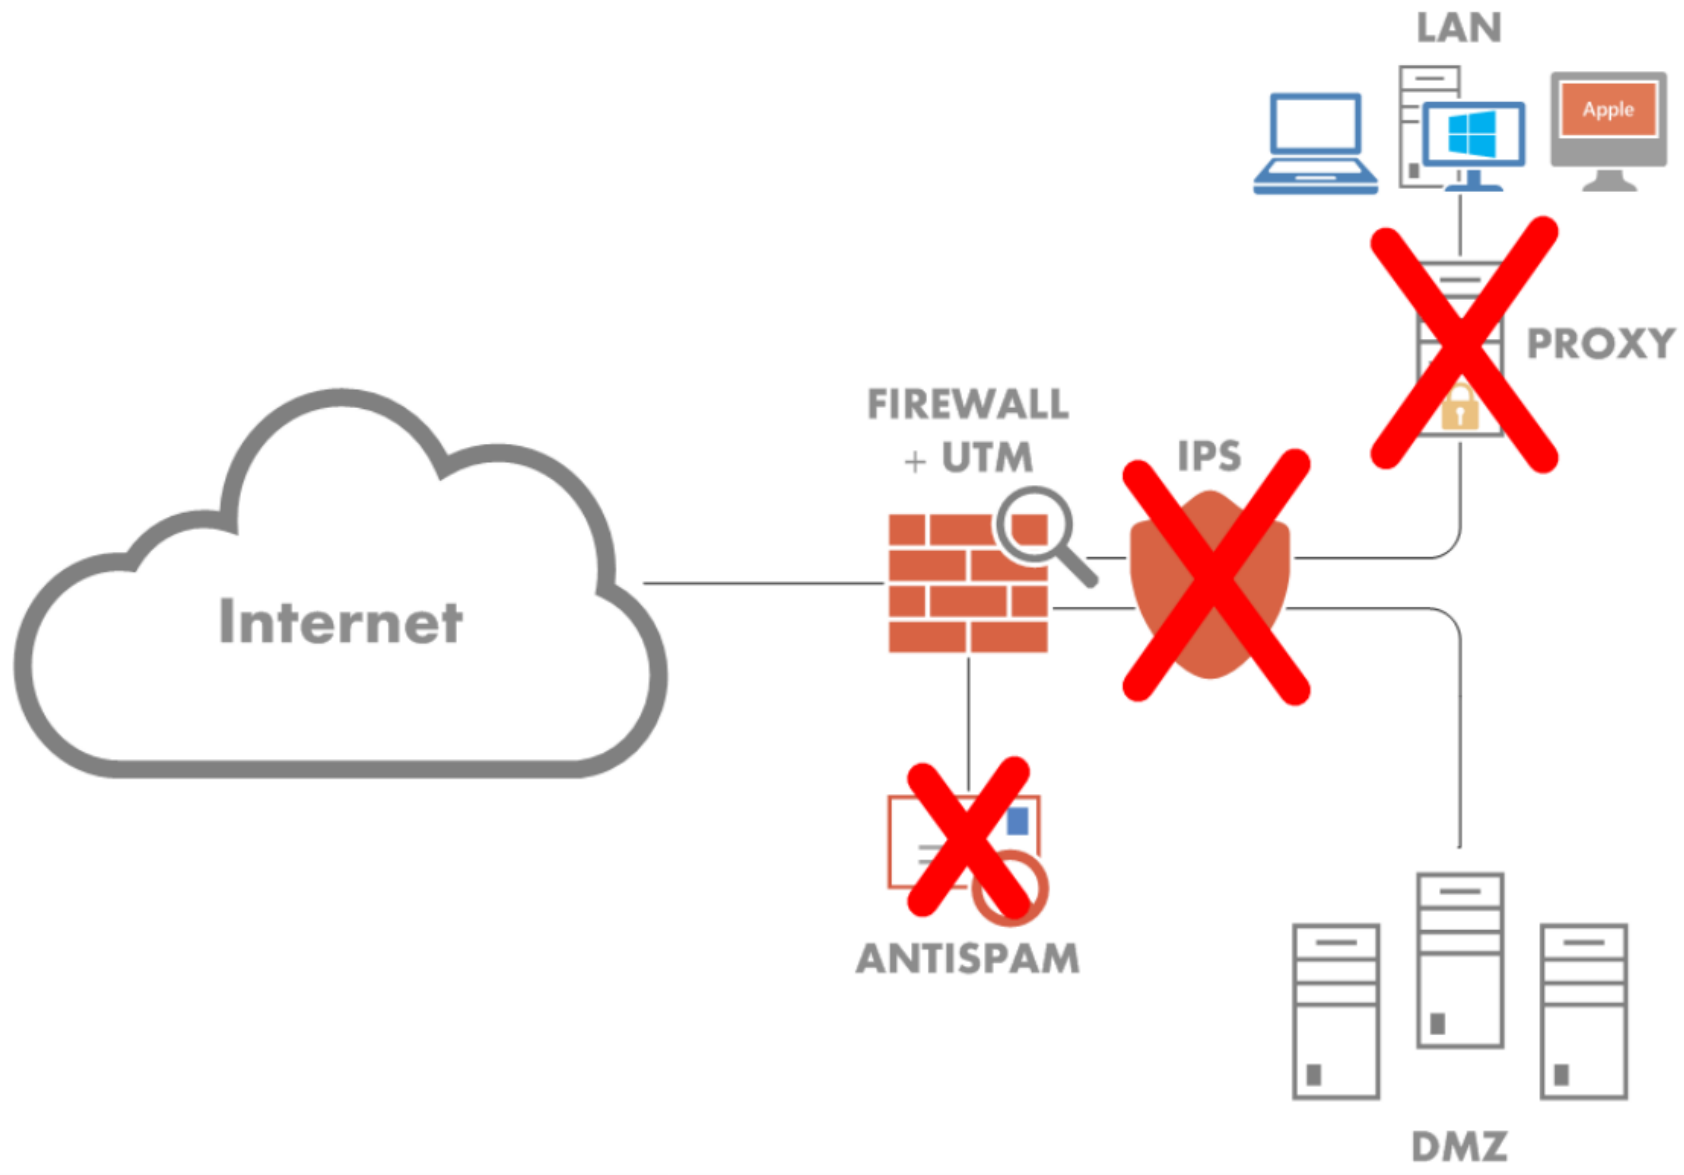 LAN
Apple
PROXY
FIREWALL
+ UTM
IPS
Internet
ANTISPAM
DMZ